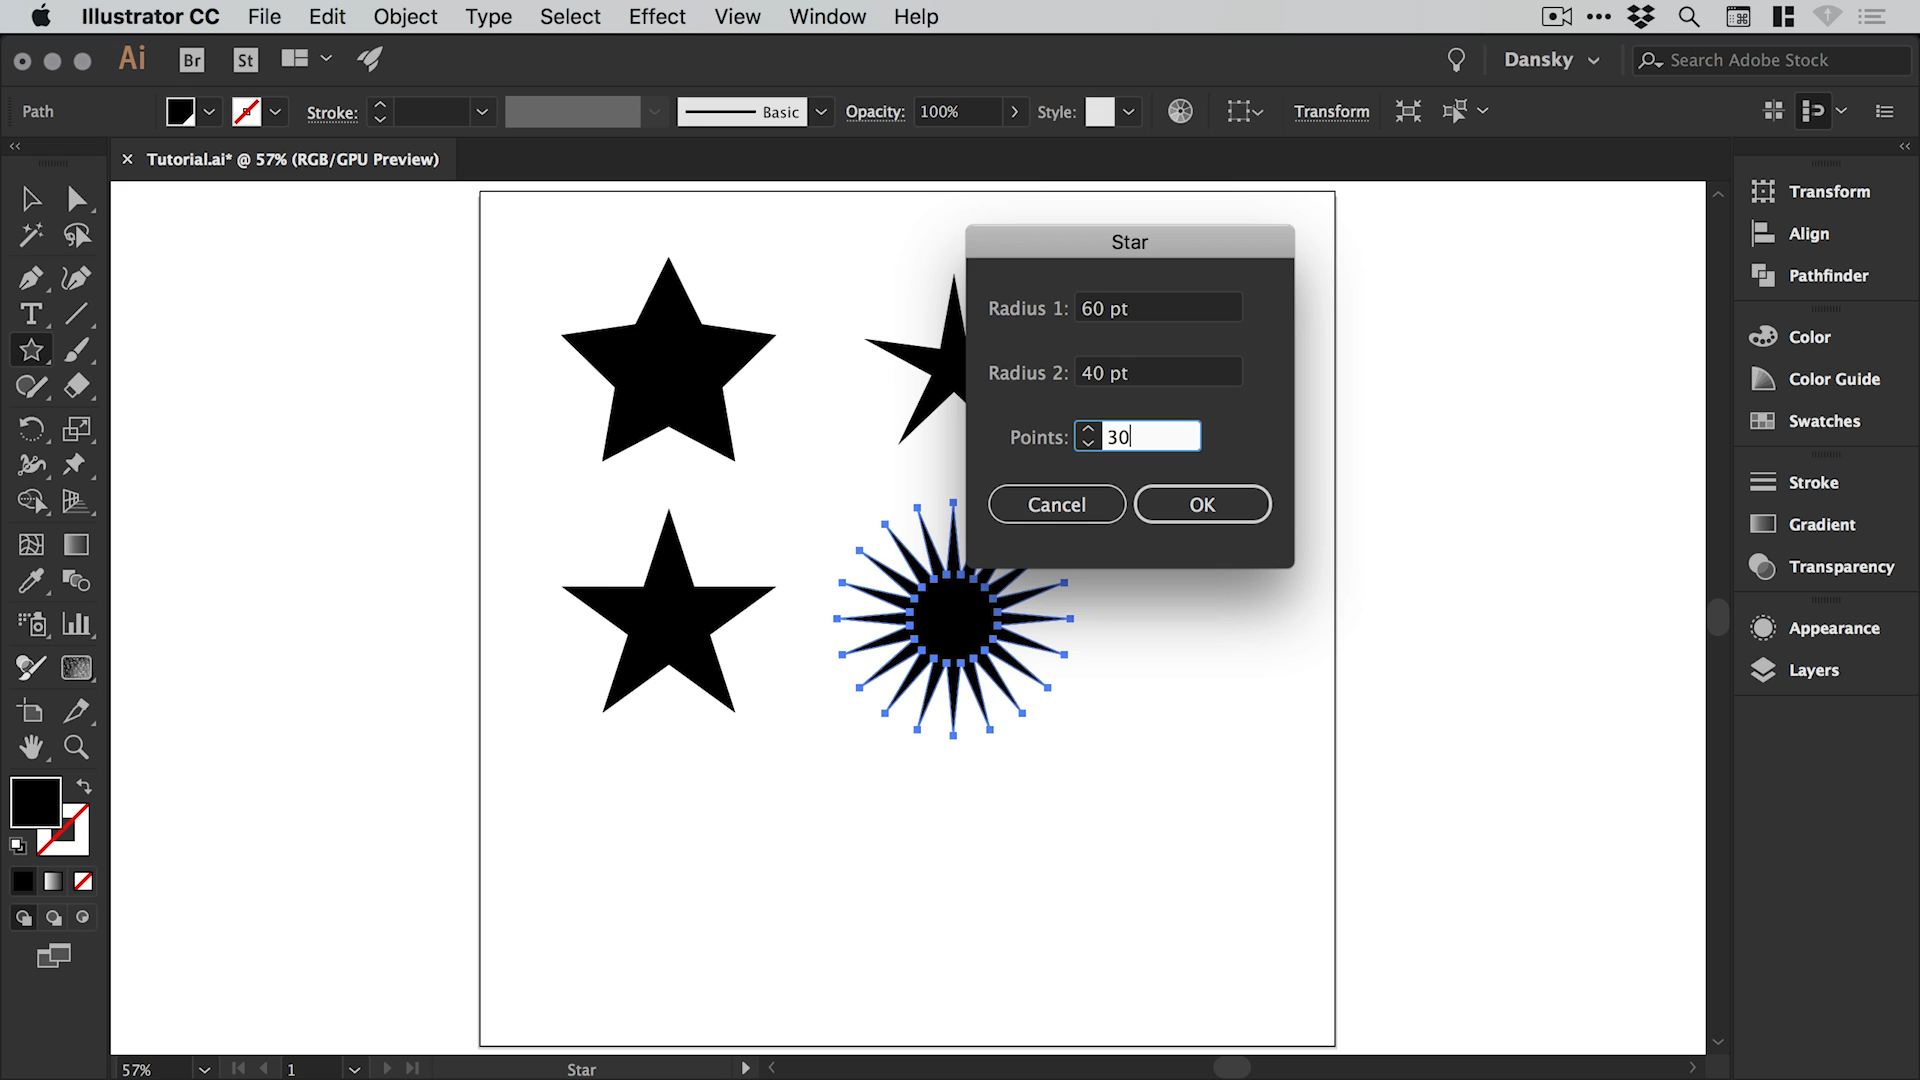 Illustrator CC File Edit Object Type Select Effect View Window Help
Ai Br St Dansky Search Adobe Stock
Path Stroke: Basic Opacity: 100% Style: Transform
Tutorial.ai* @ 57% (RGB/GPU Preview)
Star
Radius 1: 60 pt
Radius 2: 40 pt
Points: 30
Cancel OK
Transform
Align
Pathfinder
Color
Color Guide
Swatches
Stroke
Gradient
Transparency
Appearance
Layers
57% 1 Star